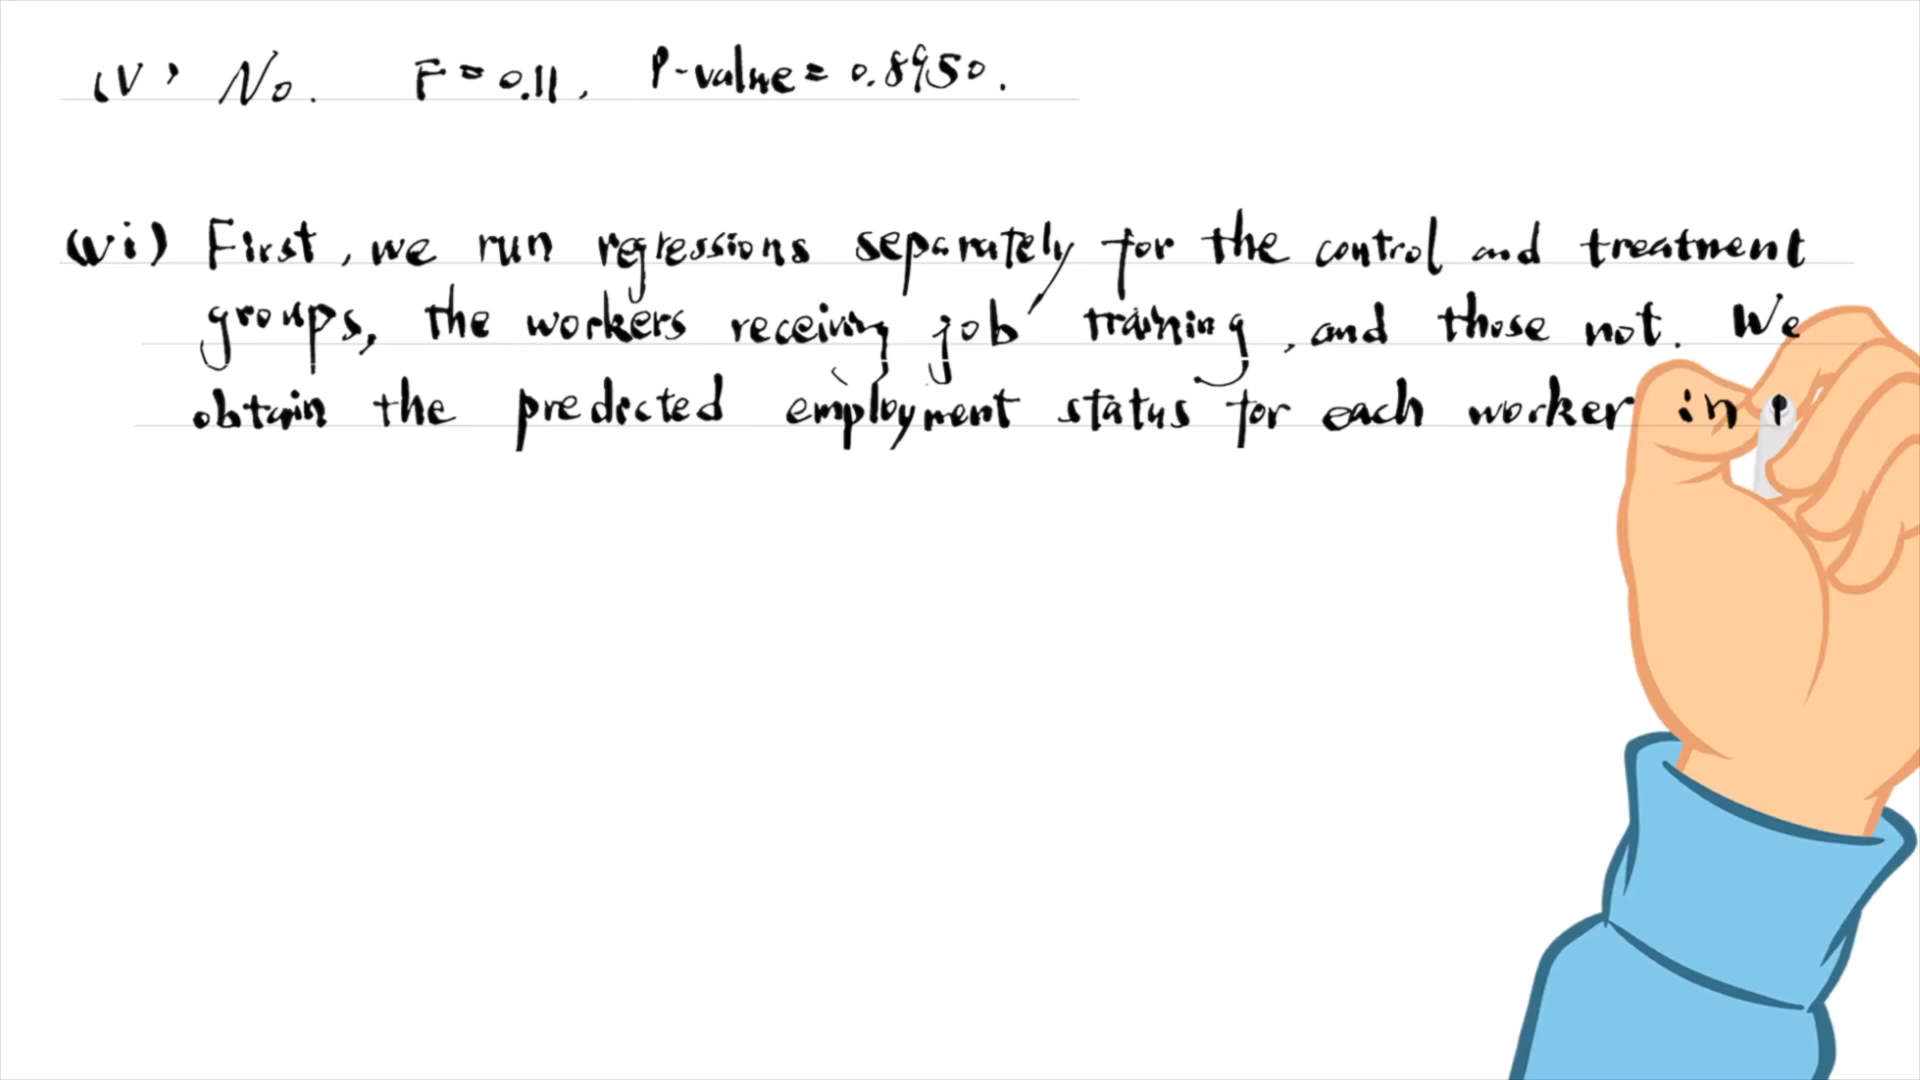 (V) No. F = 0.11, P-value = 0.8950.
(vi) First, we run regressions separately for the control and treatment
groups, the workers receiving job training, and those not. We
obtain the predicted employment status for each worker in